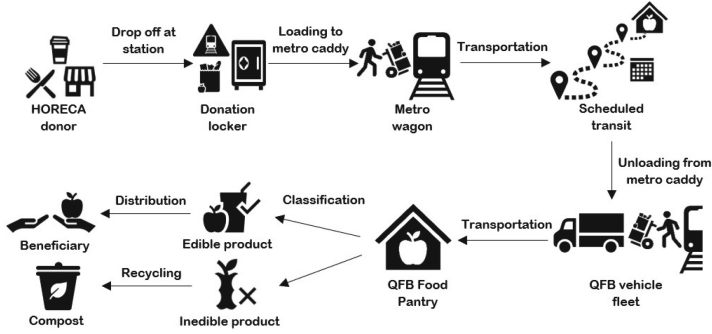 Drop off at
station
Loading to
metro caddy
Transportation
HORECA
donor
Donation
locker
Metro
wagon
Scheduled
transit
Unloading from
metro caddy
Distribution
Classification
Transportation
Beneficiary
Edible product
Recycling
QFB Food
Pantry
QFB vehicle
fleet
Compost
Inedible product